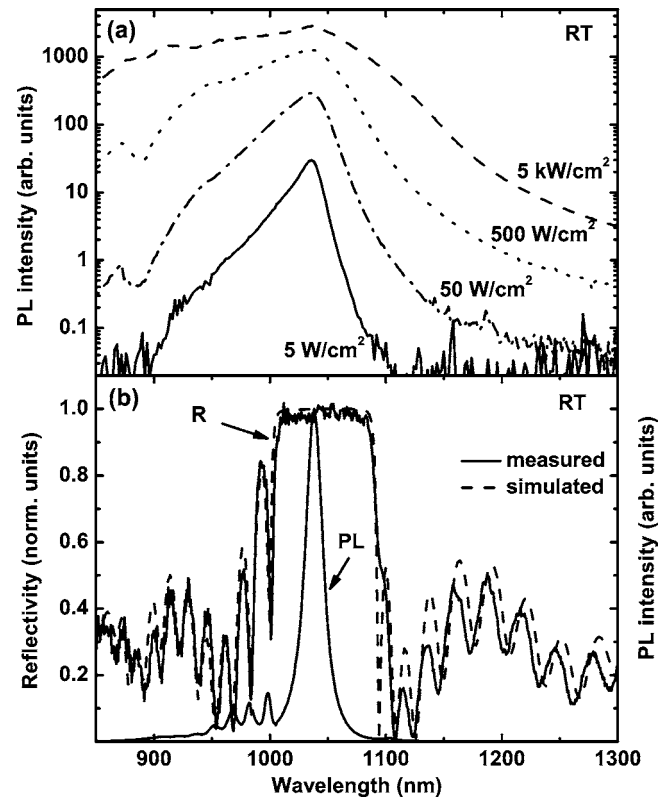 (a)
RT
1000
100
10
1
0.1
PL intensity (arb. units)
5 kW/cm²
500 W/cm²
50 W/cm²
5 W/cm²
(b)
RT
1.0
0.8
0.6
0.4
0.2
Reflectivity (norm. units)
R
PL
measured
simulated
PL intensity (arb. units)
900
1000
1100
1200
1300
Wavelength (nm)